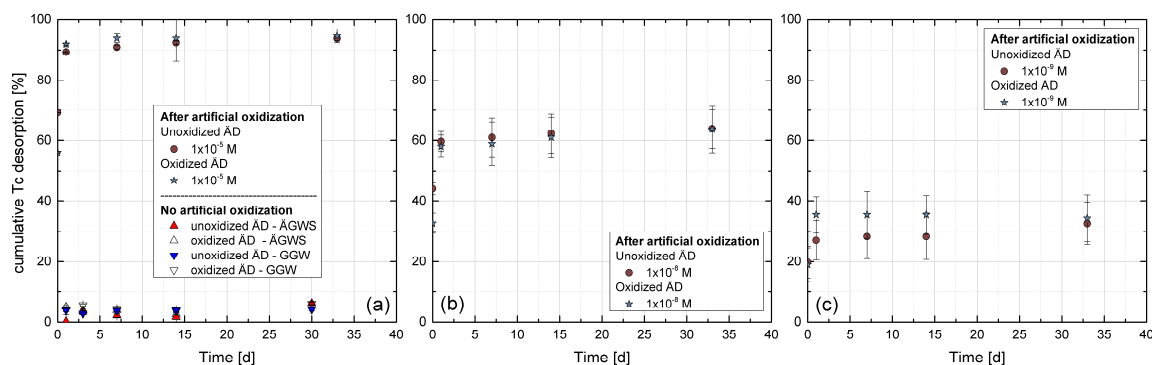 cumulative Tc desorption [%]
100
80
60
40
20
0
After artificial oxidization
Unoxidized ÄD
1x10⁻⁵ M
Oxidized ÄD
1x10⁻⁵ M
No artificial oxidization
unoxidized ÄD - ÄGWS
oxidized ÄD - ÄGWS
unoxidized ÄD - GGW
oxidized ÄD - GGW
(a)
0 5 10 15 20 25 30 35 40
Time [d]
100
80
60
40
20
0
After artificial oxidization
Unoxidized ÄD
1x10⁻⁸ M
Oxidized ÄD
1x10⁻⁸ M
(b)
0 5 10 15 20 25 30 35 40
Time [d]
100
80
60
40
20
0
After artificial oxidization
Unoxidized ÄD
1x10⁻⁹ M
Oxidized ÄD
1x10⁻⁹ M
(c)
0 5 10 15 20 25 30 35 40
Time [d]